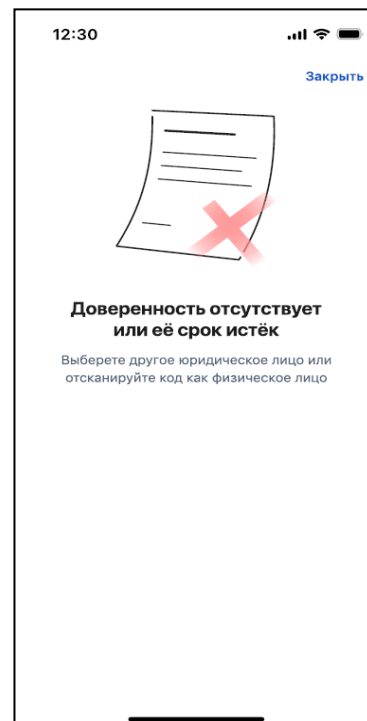 12:30
Закрыть
Доверенность отсутствует
или её срок истёк
Выберете другое юридическое лицо или
отсканируйте код как физическое лицо